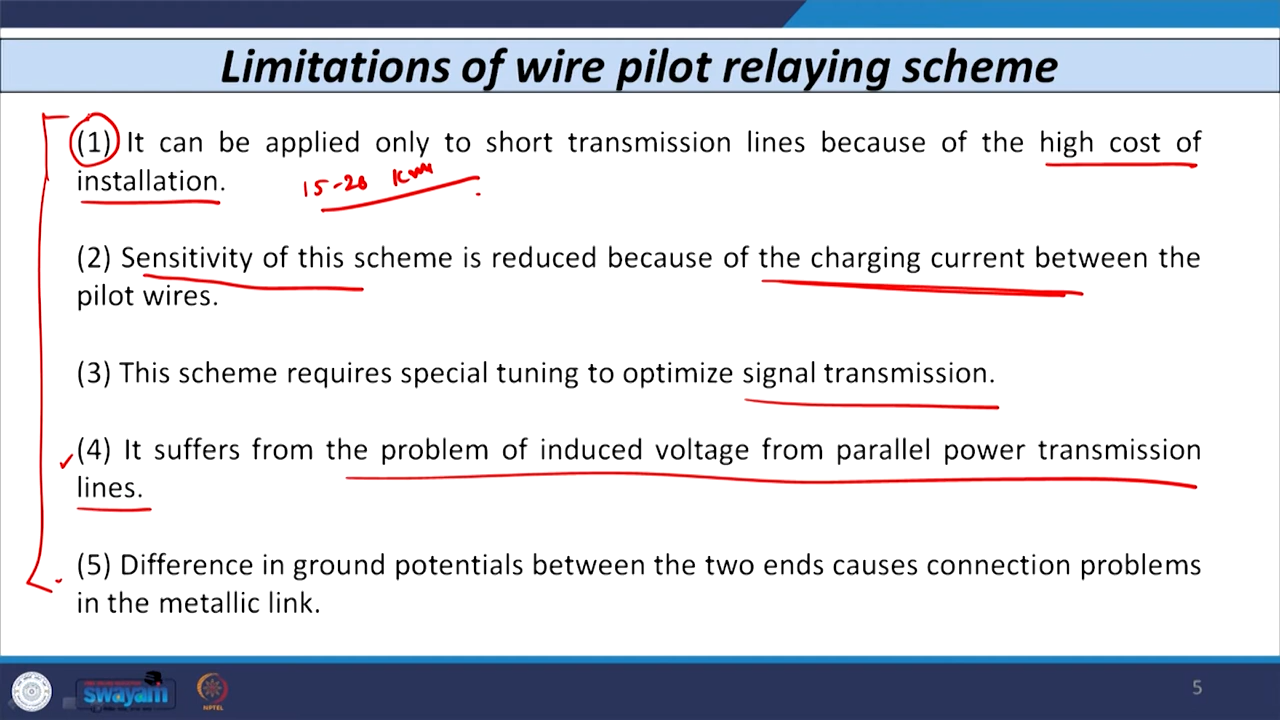 Limitations of wire pilot relaying scheme
(1) It can be applied only to short transmission lines because of the high cost of
installation.
15-20 km
(2) Sensitivity of this scheme is reduced because of the charging current between the
pilot wires.
(3) This scheme requires special tuning to optimize signal transmission.
(4) It suffers from the problem of induced voltage from parallel power transmission
lines.
(5) Difference in ground potentials between the two ends causes connection problems
in the metallic link.
swayam
NPTEL
5